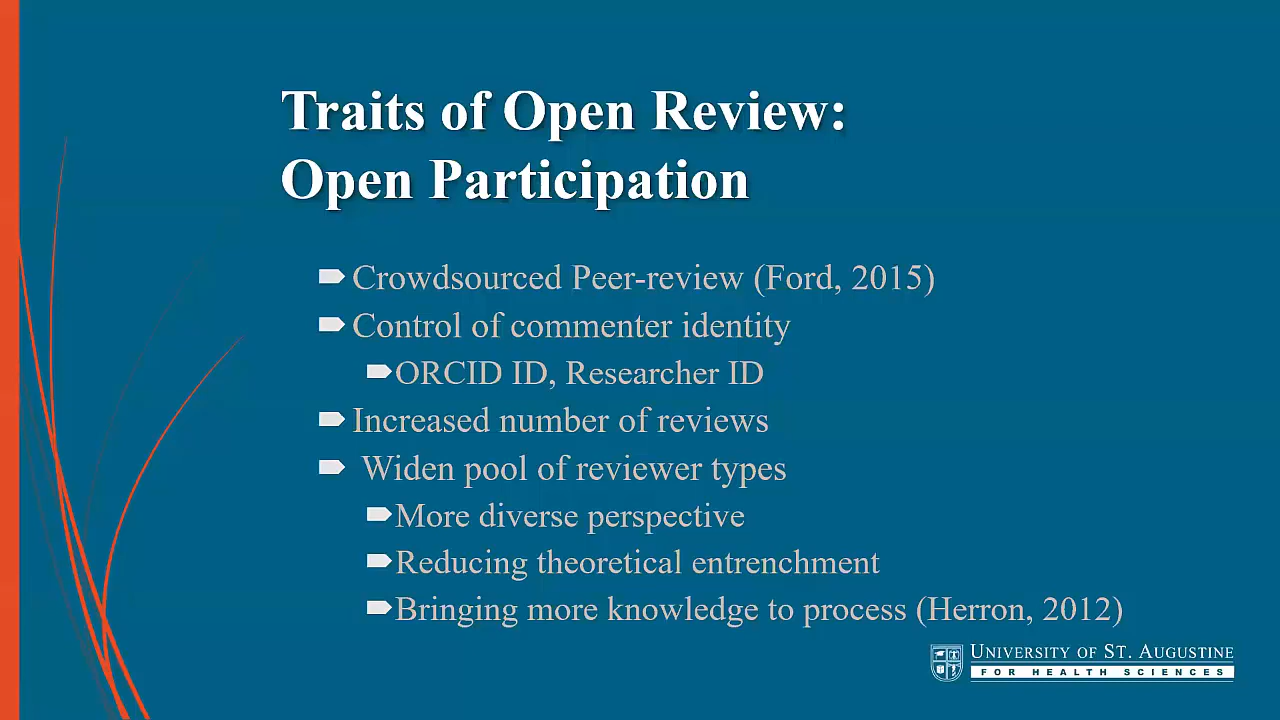 Traits of Open Review:
Open Participation
Crowdsourced Peer-review (Ford, 2015)
Control of commenter identity
ORCID ID, Researcher ID
Increased number of reviews
Widen pool of reviewer types
More diverse perspective
Reducing theoretical entrenchment
Bringing more knowledge to process (Herron, 2012)
UNIVERSITY OF ST. AUGUSTINE
FOR HEALTH SCIENCES